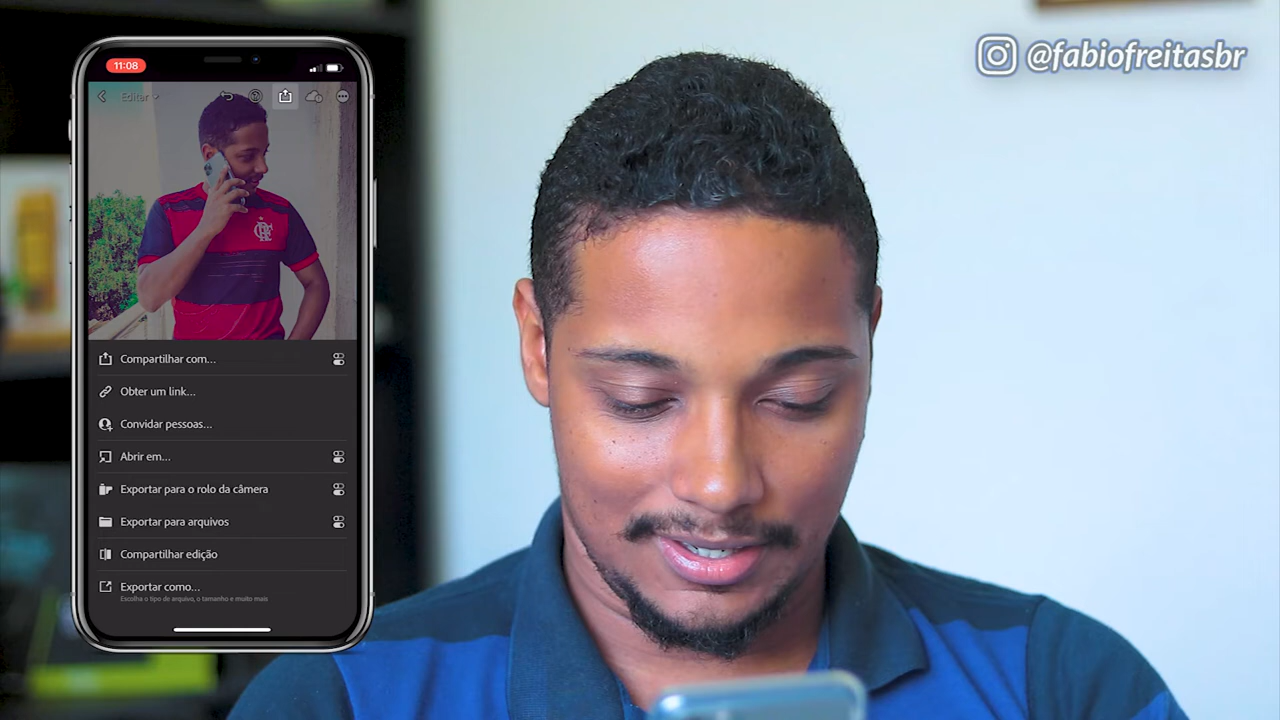 @fabiofreitasbr
11:08
Editar
Compartilhar com...
Obter um link...
Convidar pessoas...
Abrir em...
Exportar para o rolo da câmera
Exportar para arquivos
Compartilhar edição
Exportar como...
Escolha o tipo de arquivo, o tamanho e muito mais